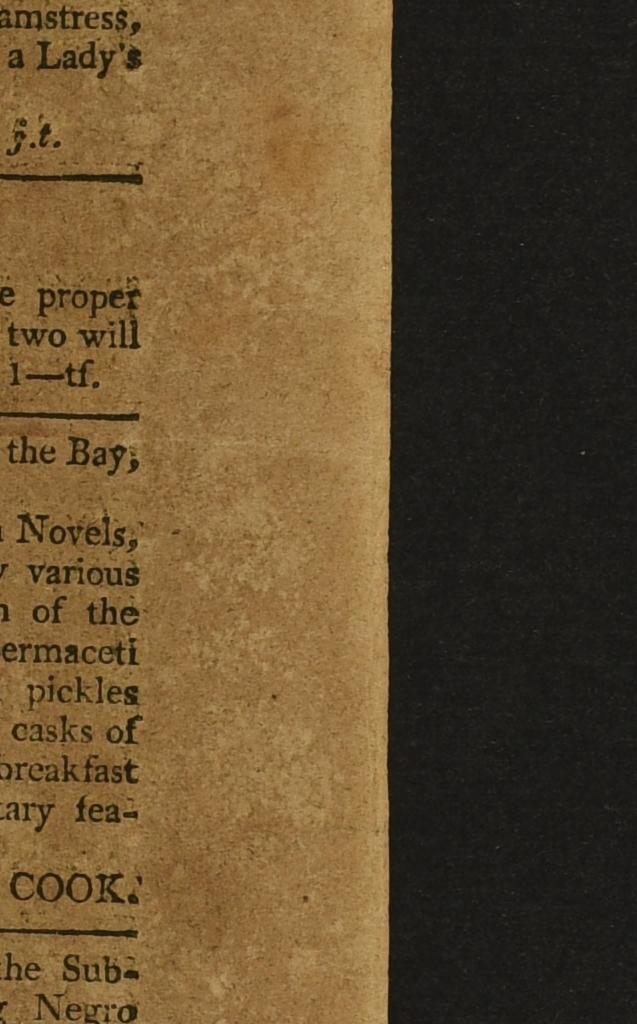 amstress,
a Lady's
j.t.
e proper
two will
1—tf.
the Bay,
Novels,
various
of the
ermaceti
pickles
casks of
breakfast
tary fea-
COOK.
the Sub-
Negro